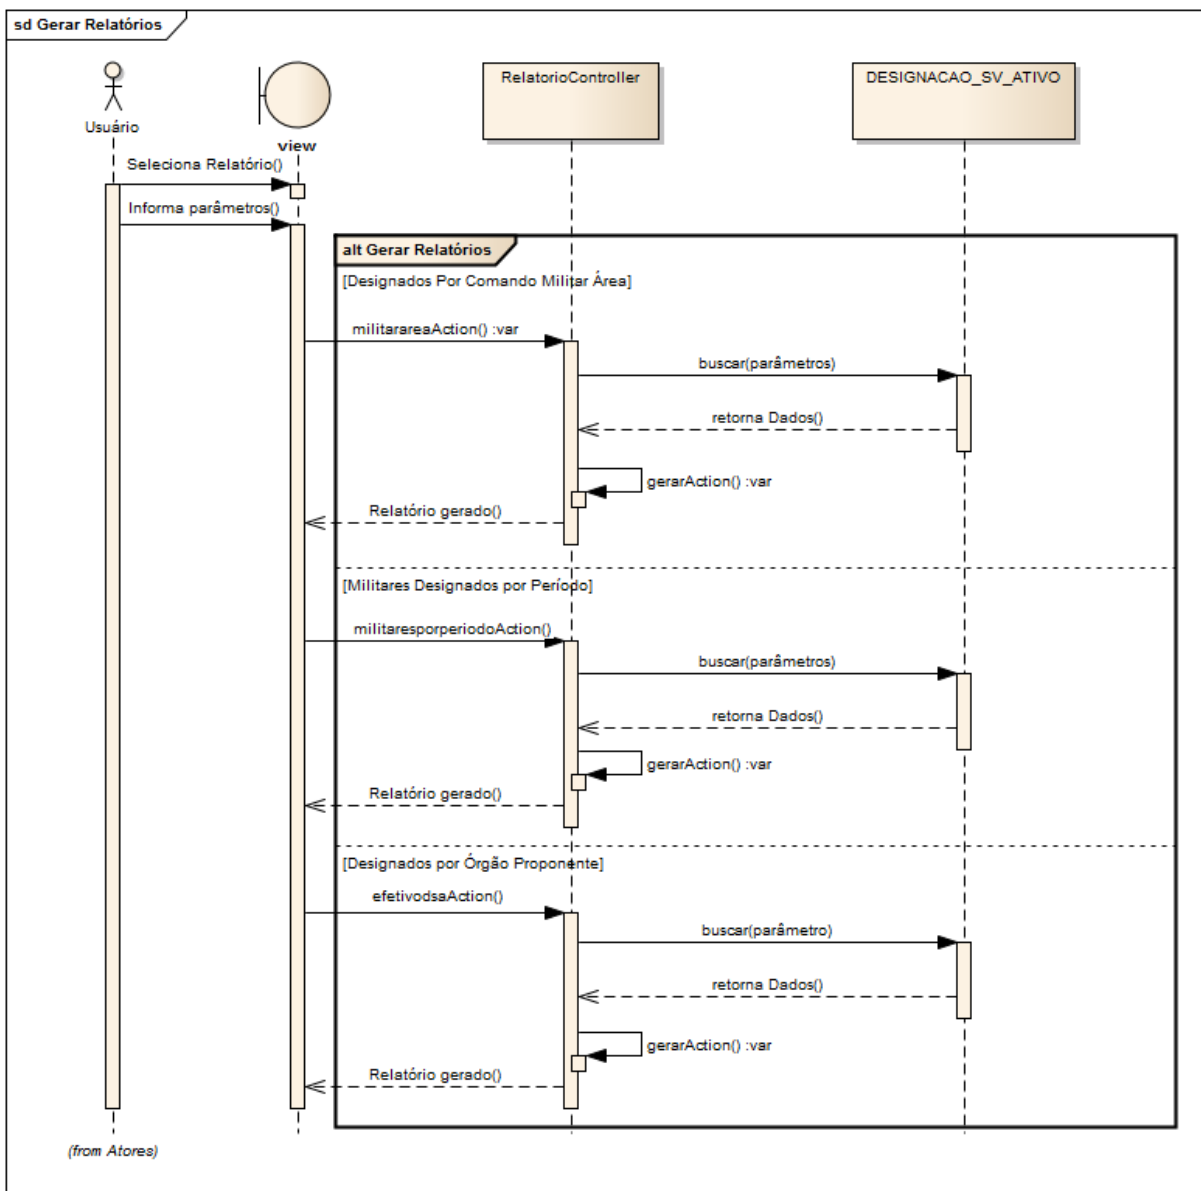 sd Gerar Relatórios
Usuário
view
RelatorioController
DESIGNACAO_SV_ATIVO
Seleciona Relatório()
Informa parâmetros()
alt Gerar Relatórios
[Designados Por Comando Militar Área]
militarareaAction() :var
buscar(parâmetros)
retorna Dados()
gerarAction() :var
Relatório gerado()
[Militares Designados por Período]
militaresporperiodoAction()
buscar(parâmetros)
retorna Dados()
gerarAction() :var
Relatório gerado()
[Designados por Órgão Proponente]
efetivodsaAction()
buscar(parâmetro)
retorna Dados()
gerarAction() :var
Relatório gerado()
(from Atores)